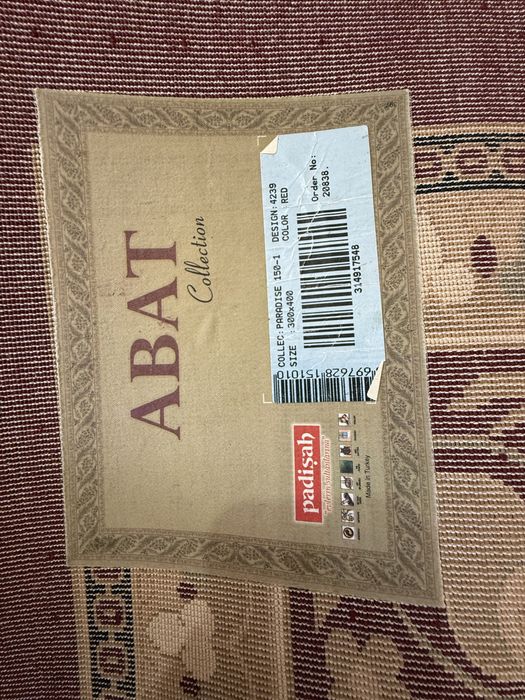 ABAT
Collection
COLLEC: PARADISE 150-1 DESIGN: 4239
SIZE : 300x400 COLOR : RED
Order No:
20838.
314917548
padişah
Made in Turkey